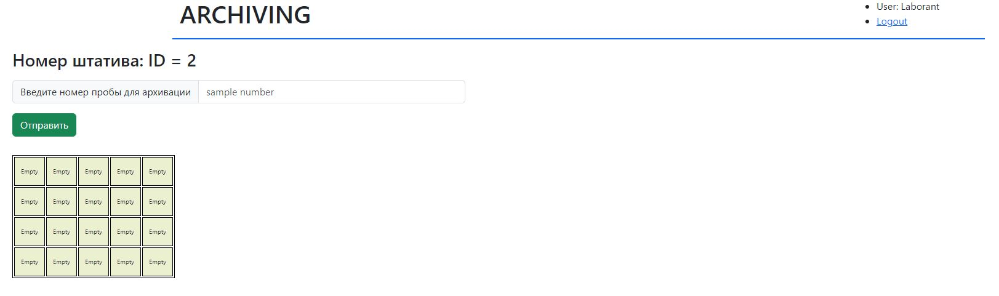 ARCHIVING
User: Laborant
Logout
Номер штатива: ID = 2
Введите номер пробы для архивации sample number
Отправить
Empty Empty Empty Empty Empty
Empty Empty Empty Empty Empty
Empty Empty Empty Empty Empty
Empty Empty Empty Empty Empty